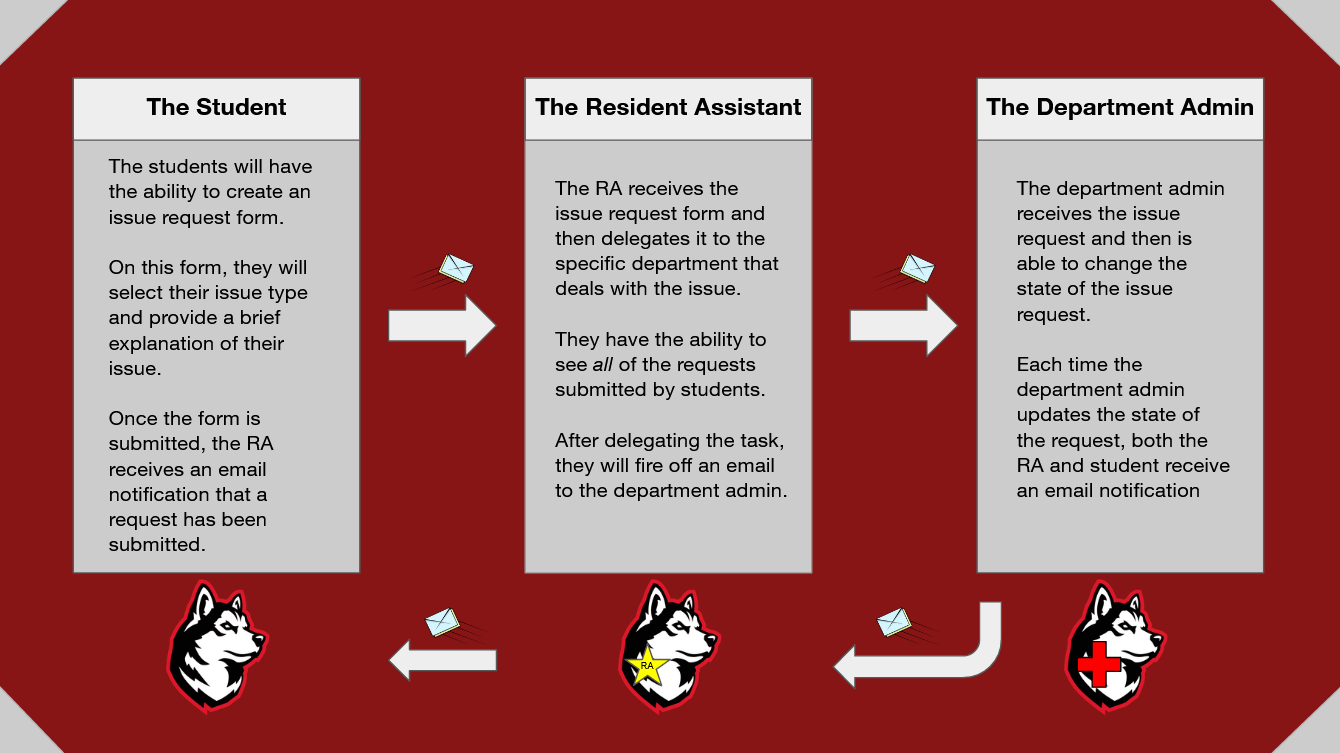 The Student
The students will have
the ability to create an
issue request form.
On this form, they will
select their issue type
and provide a brief
explanation of their
issue.
Once the form is
submitted, the RA
receives an email
notification that a
request has been
submitted.
The Resident Assistant
The RA receives the
issue request form and
then delegates it to the
specific department that
deals with the issue.
They have the ability to
see all of the requests
submitted by students.
After delegating the task,
they will fire off an email
to the department admin.
The Department Admin
The department admin
receives the issue
request and then is
able to change the
state of the issue
request.
Each time the
department admin
updates the state of
the request, both the
RA and student receive
an email notification
RA